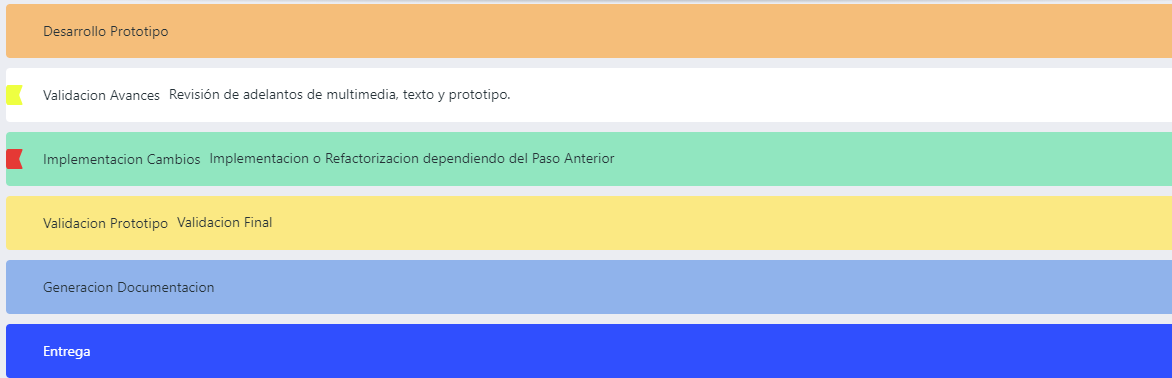 Desarrollo Prototipo
Validacion Avances Revisión de adelantos de multimedia, texto y prototipo.
Implementacion Cambios Implementacion o Refactorizacion dependiendo del Paso Anterior
Validacion Prototipo Validacion Final
Generacion Documentacion
Entrega